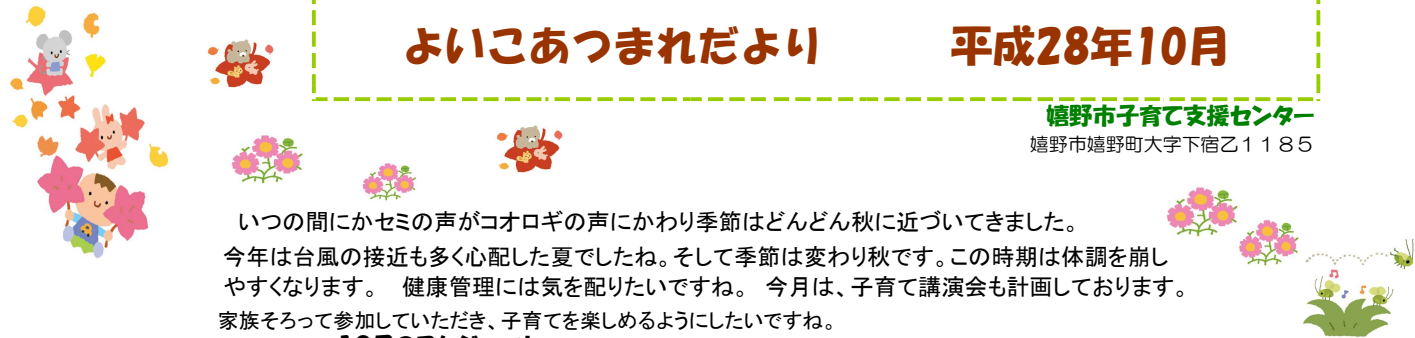 よいこあつまれだより　平成28年10月
嬉野市子育て支援センター
嬉野市嬉野町大字下宿乙１１８５
いつの間にかセミの声がコオロギの声にかわり季節はどんどん秋に近づいてきました。
今年は台風の接近も多く心配した夏でしたね。そして季節は変わり秋です。この時期は体調を崩し
やすくなります。　健康管理には気を配りたいですね。　今月は、子育て講演会も計画しております。
家族そろって参加していただき、子育てを楽しめるようにしたいですね。